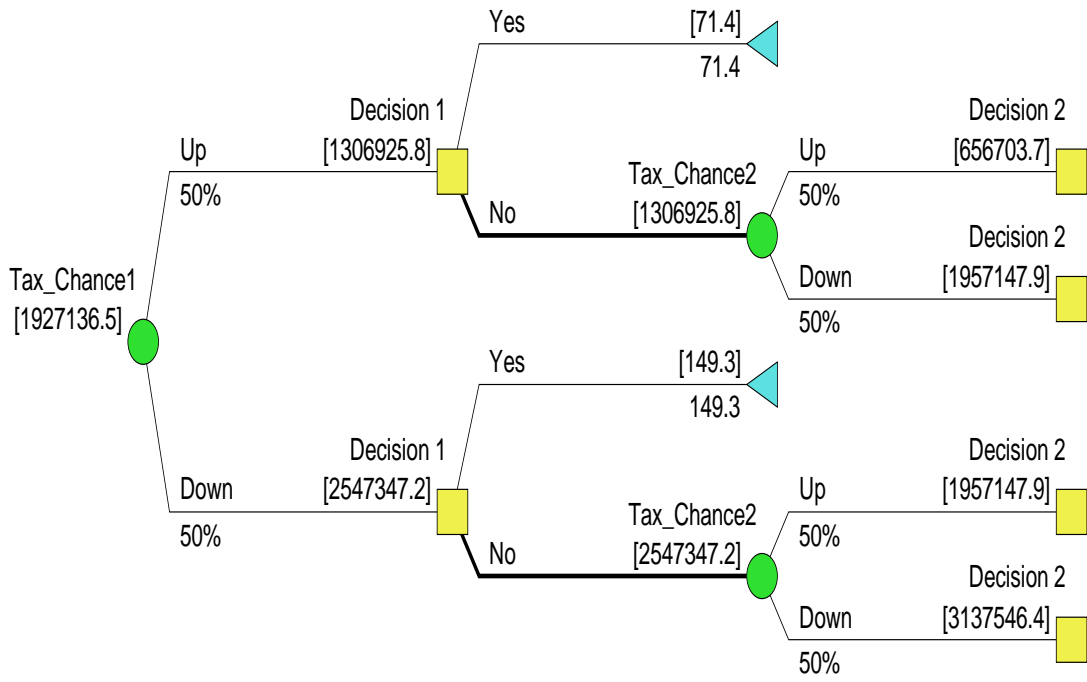 Yes
[71.4]
71.4
Decision 1
Decision 2
Up
[1306925.8]
Up
[656703.7]
50%
Tax_Chance2
50%
No
[1306925.8]
Decision 2
Tax_Chance1
Down
[1957147.9]
[1927136.5]
50%
Yes
[149.3]
149.3
Decision 1
Decision 2
Down
[2547347.2]
Up
[1957147.9]
50%
Tax_Chance2
50%
No
[2547347.2]
Decision 2
Down
[3137546.4]
50%